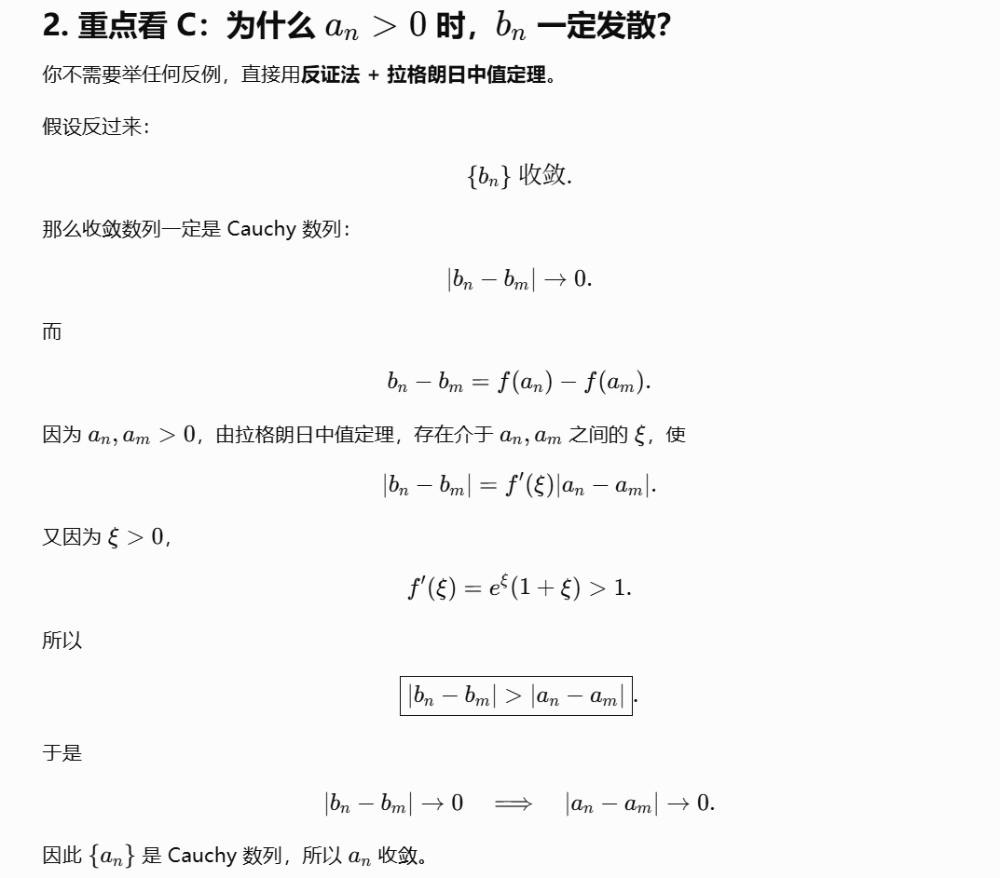 2. 重点看 C：为什么 $a_n > 0$ 时，$b_n$ 一定发散？
你不需要举任何反例，直接用反证法 + 拉格朗日中值定理。
假设反过来：
$\{b_n\}$ 收敛.
那么收敛数列一定是 Cauchy 数列：
$|b_n - b_m| \to 0.$
而
$b_n - b_m = f(a_n) - f(a_m).$
因为 $a_n, a_m > 0$，由拉格朗日中值定理，存在介于 $a_n, a_m$ 之间的 $\xi$，使
$|b_n - b_m| = f'(\xi)|a_n - a_m|.$
又因为 $\xi > 0$，
$f'(\xi) = e^{\xi}(1 + \xi) > 1.$
所以
$\boxed{|b_n - b_m| > |a_n - a_m|}.$
于是
$|b_n - b_m| \to 0 \implies |a_n - a_m| \to 0.$
因此 $\{a_n\}$ 是 Cauchy 数列，所以 $a_n$ 收敛。